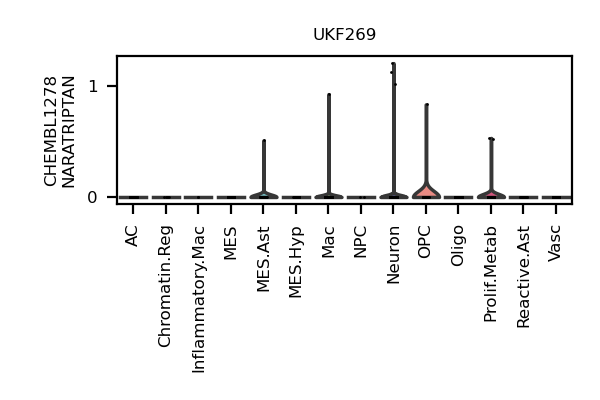 UKF269
CHEMBL1278
NARATRIPTAN
1
0
AC
Chromatin.Reg
Inflammatory.Mac
MES
MES.Ast
MES.Hyp
Mac
NPC
Neuron
OPC
Oligo
Prolif.Metab
Reactive.Ast
Vasc